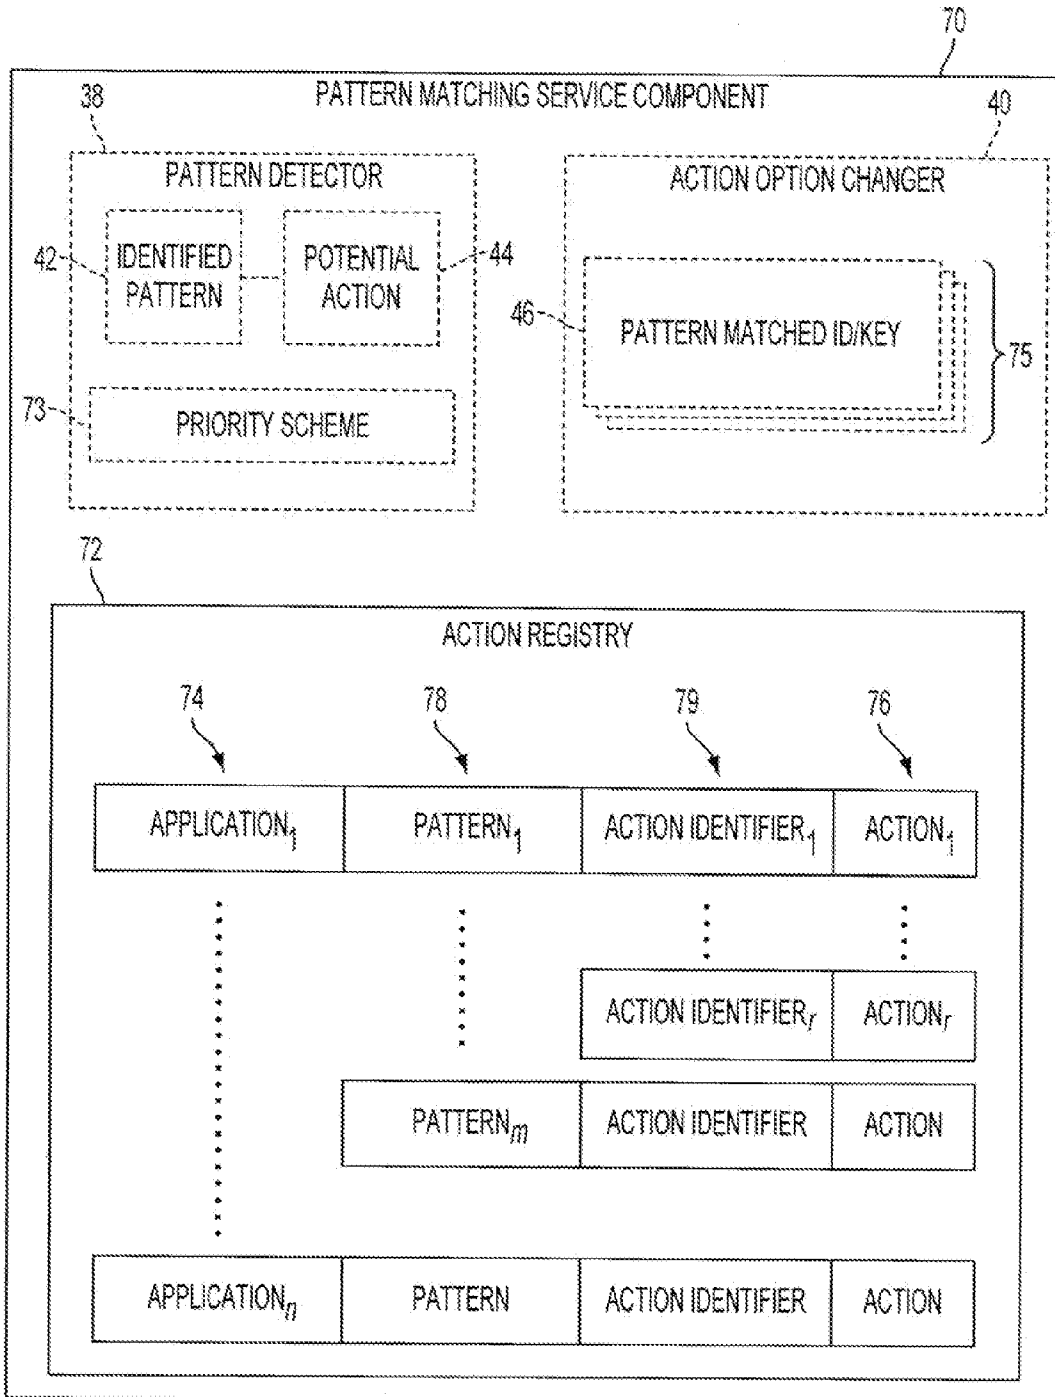 70
PATTERN MATCHING SERVICE COMPONENT
38
40
PATTERN DETECTOR
ACTION OPTION CHANGER
42
IDENTIFIED
PATTERN
POTENTIAL
ACTION
44
46
PATTERN MATCHED ID/KEY
75
73
PRIORITY SCHEME
72
ACTION REGISTRY
74
78
79
76
APPLICATION1
PATTERN1
ACTION IDENTIFIER1
ACTION1
ACTION IDENTIFIERr
ACTIONr
PATTERNm
ACTION IDENTIFIER
ACTION
APPLICATIONn
PATTERN
ACTION IDENTIFIER
ACTION